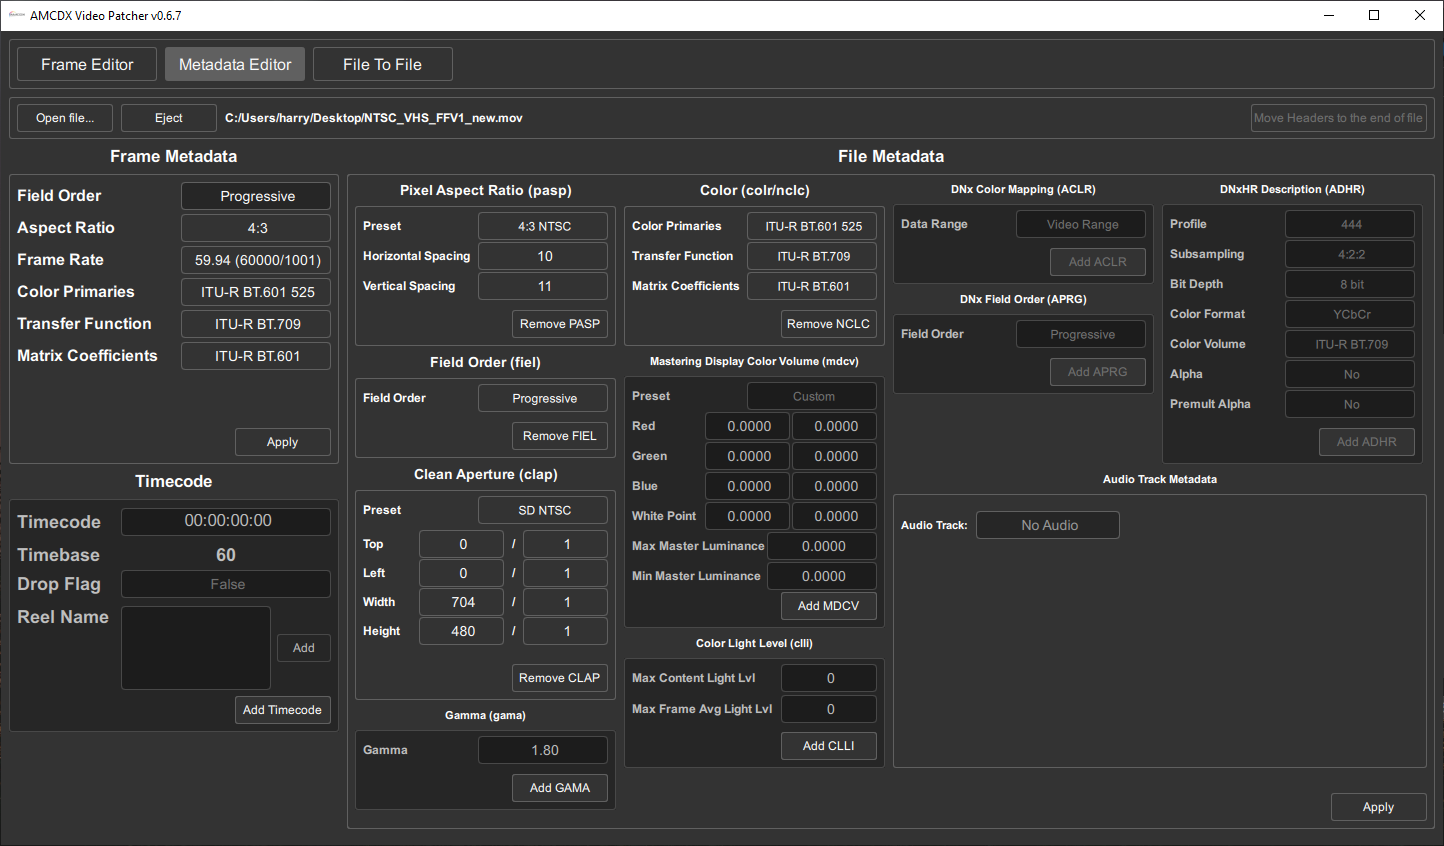 AMCDX Video Patcher v0.6.7
Frame Editor
Metadata Editor
File To File
Open file...
Eject
C:/Users/harry/Desktop/NTSC_VHS_FFV1_new.mov
Move Headers to the end of file
Frame Metadata
Field Order Progressive
Aspect Ratio 4:3
Frame Rate 59.94 (60000/1001)
Color Primaries ITU-R BT.601 525
Transfer Function ITU-R BT.709
Matrix Coefficients ITU-R BT.601
Apply
Timecode
Timecode 00:00:00:00
Timebase 60
Drop Flag False
Reel Name
Add
Add Timecode
File Metadata
Pixel Aspect Ratio (pasp)
Preset 4:3 NTSC
Horizontal Spacing 10
Vertical Spacing 11
Remove PASP
Field Order (fiel)
Field Order Progressive
Remove FIEL
Clean Aperture (clap)
Preset SD NTSC
Top 0 / 1
Left 0 / 1
Width 704 / 1
Height 480 / 1
Remove CLAP
Gamma (gama)
Gamma 1.80
Add GAMA
Color (colr/nclc)
Color Primaries ITU-R BT.601 525
Transfer Function ITU-R BT.709
Matrix Coefficients ITU-R BT.601
Remove NCLC
Mastering Display Color Volume (mdcv)
Preset Custom
Red 0.0000 0.0000
Green 0.0000 0.0000
Blue 0.0000 0.0000
White Point 0.0000 0.0000
Max Master Luminance 0.0000
Min Master Luminance 0.0000
Add MDCV
Color Light Level (clli)
Max Content Light Lvl 0
Max Frame Avg Light Lvl 0
Add CLLI
DNx Color Mapping (ACLR)
Data Range Video Range
Add ACLR
DNx Field Order (APRG)
Field Order Progressive
Add APRG
DNxHR Description (ADHR)
Profile 444
Subsampling 4:2:2
Bit Depth 8 bit
Color Format YCbCr
Color Volume ITU-R BT.709
Alpha No
Premult Alpha No
Add ADHR
Audio Track Metadata
Audio Track: No Audio
Apply